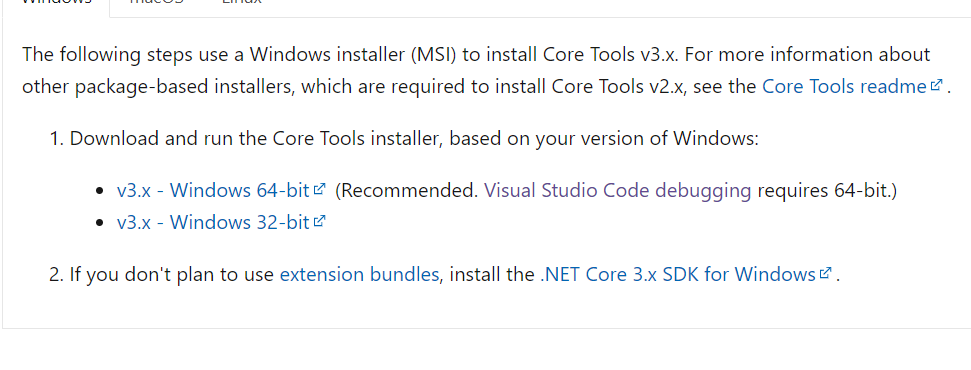 Windows macOS Linux
The following steps use a Windows installer (MSI) to install Core Tools v3.x. For more information about
other package-based installers, which are required to install Core Tools v2.x, see the Core Tools readme.
1. Download and run the Core Tools installer, based on your version of Windows:
• v3.x - Windows 64-bit (Recommended. Visual Studio Code debugging requires 64-bit.)
• v3.x - Windows 32-bit
2. If you don't plan to use extension bundles, install the .NET Core 3.x SDK for Windows.